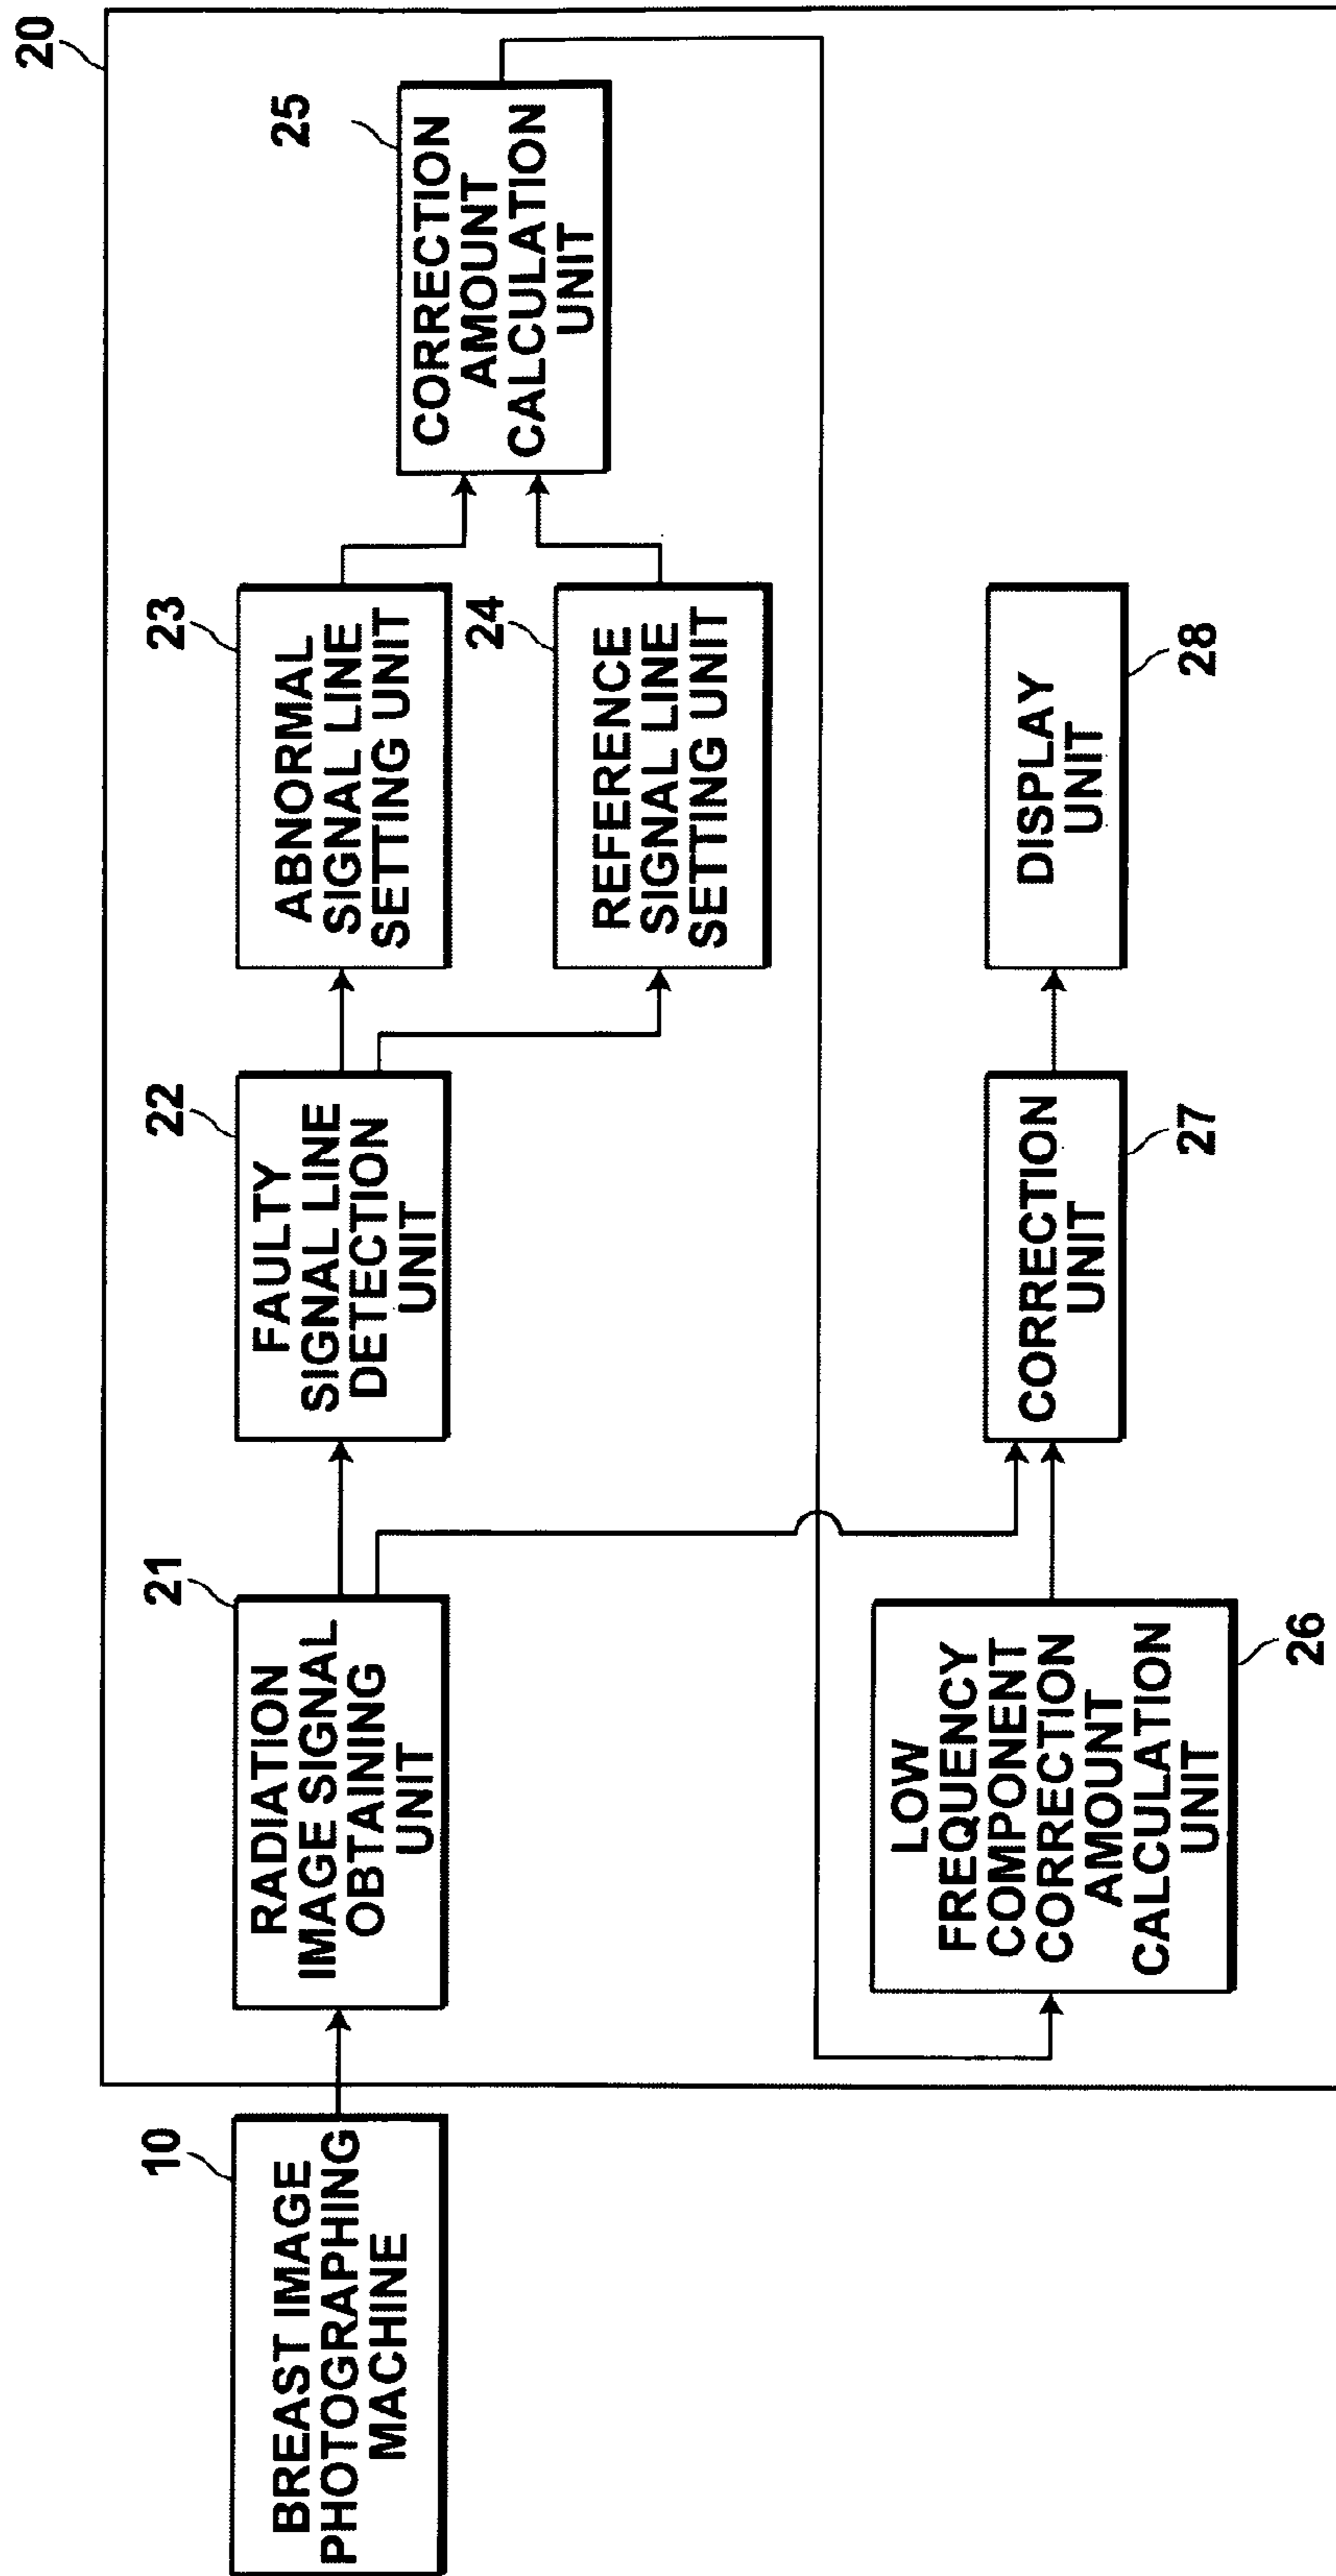 20
10
BREAST IMAGE
PHOTOGRAPHING
MACHINE
21
RADIATION
IMAGE SIGNAL
OBTAINING
UNIT
22
FAULTY
SIGNAL LINE
DETECTION
UNIT
23
ABNORMAL
SIGNAL LINE
SETTING UNIT
24
REFERENCE
SIGNAL LINE
SETTING UNIT
25
CORRECTION
AMOUNT
CALCULATION
UNIT
LOW
FREQUENCY
COMPONENT
CORRECTION
AMOUNT
CALCULATION
UNIT
26
CORRECTION
UNIT
27
DISPLAY
UNIT
28